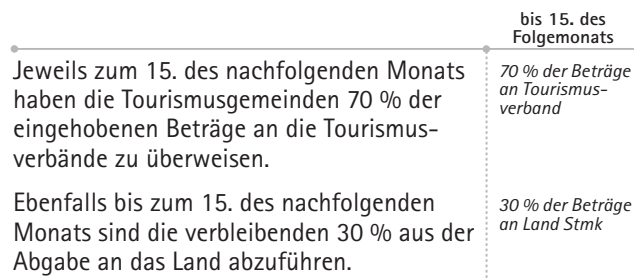 bis 15. des
Folgemonats
Jeweils zum 15. des nachfolgenden Monats
haben die Tourismusgemeinden 70 % der
eingehobenen Beträge an die Tourismus-
verbände zu überweisen.
70 % der Beträge
an Tourismus-
verband
Ebenfalls bis zum 15. des nachfolgenden
Monats sind die verbleibenden 30 % aus der
Abgabe an das Land abzuführen.
30 % der Beträge
an Land Stmk